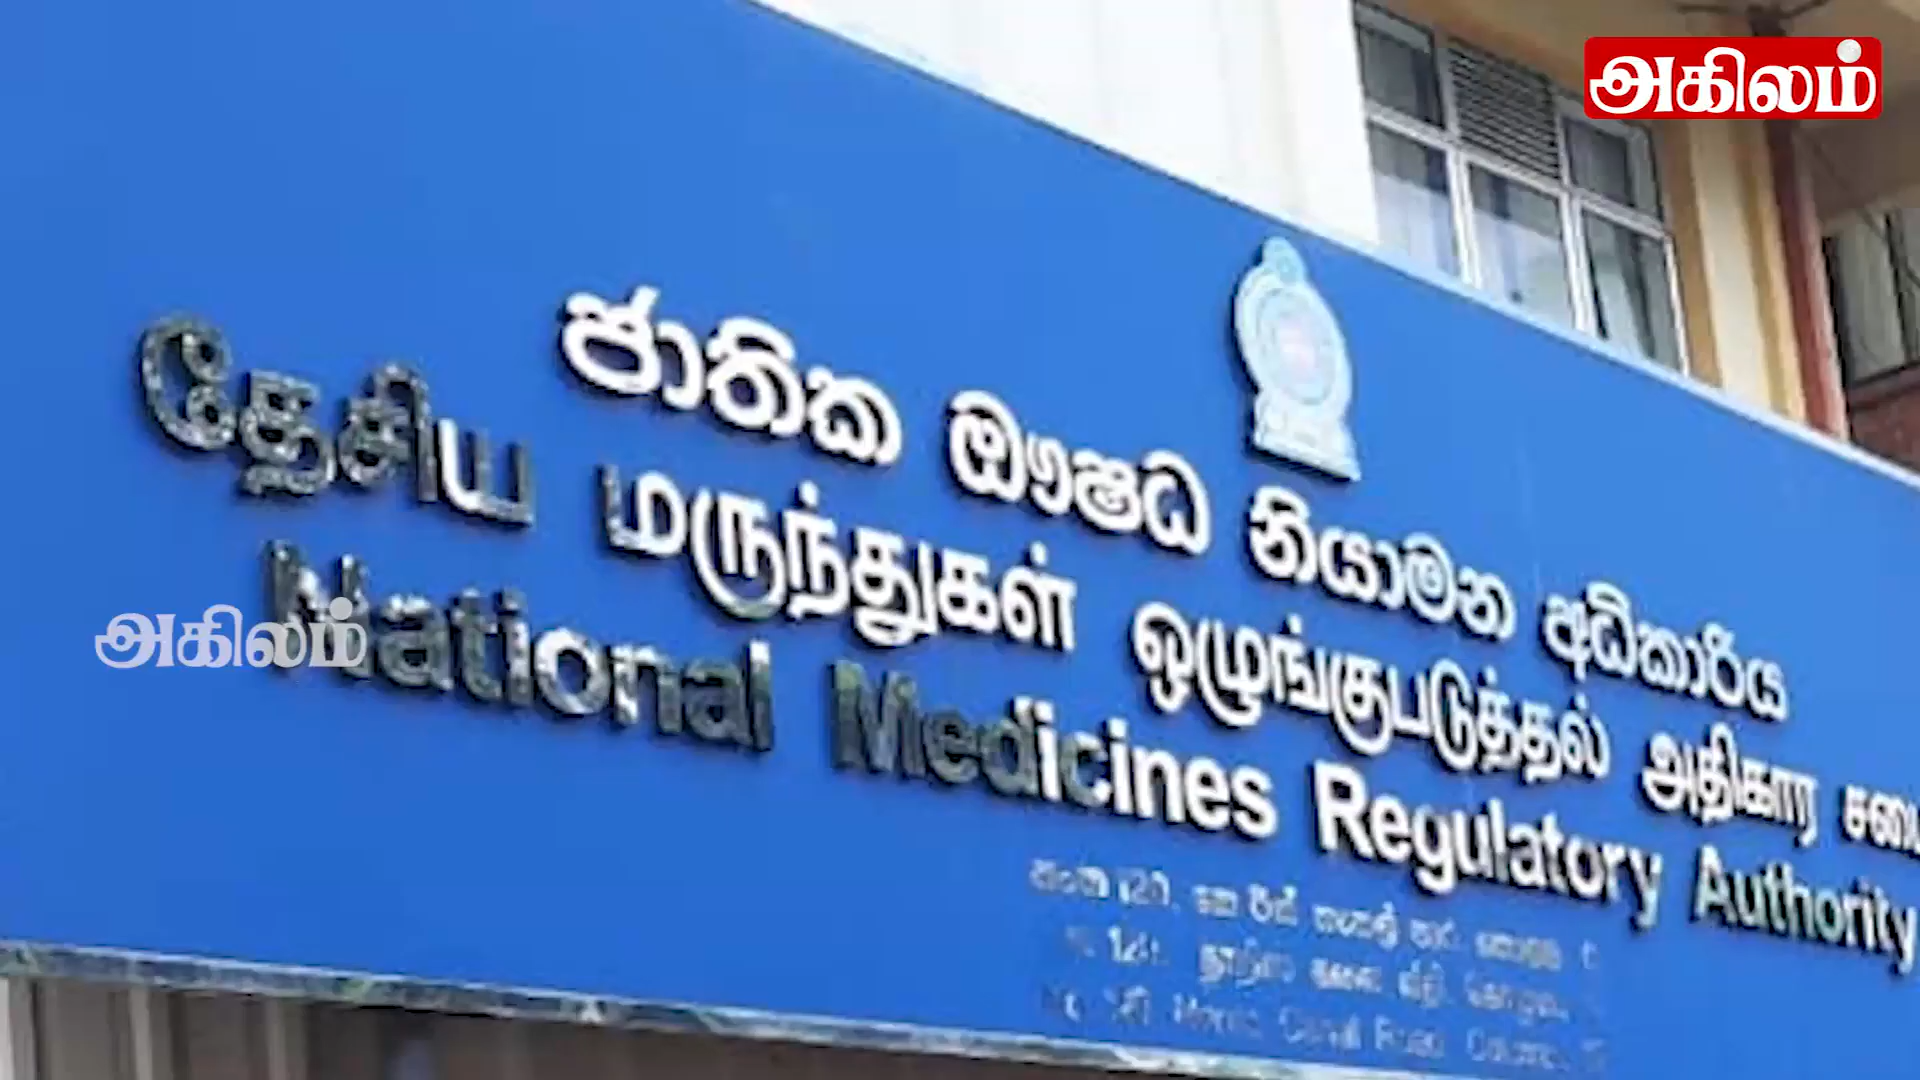 அகிலம்
ජාතික ඖෂධ නියාමන අධිකාරිය
தேசிய மருந்துகள் ஒழுங்குபடுத்தல் அதிகார
National Medicines Regulatory Authority
அகிலம்